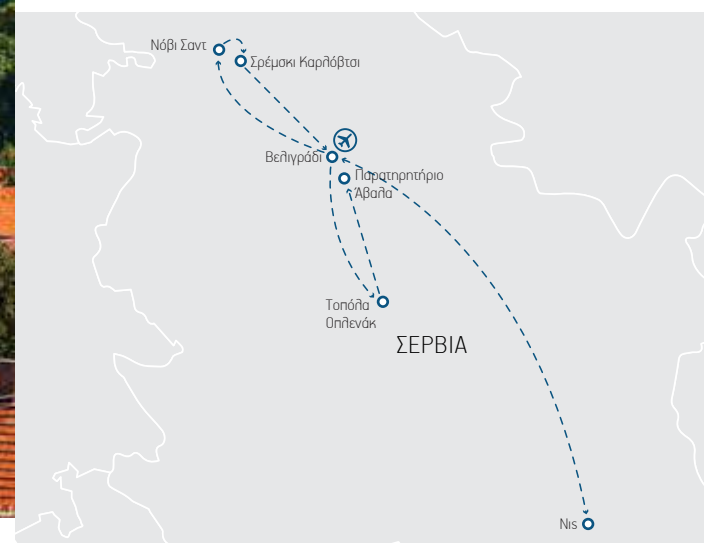 Νόβι Σαντ
Σρέμσκι Καρλόβτσι
Βελιγράδι
Παρατηρητήριο
Άβαλα
Τοπόλα
Οπλενάκ
ΣΕΡΒΙΑ
Νις